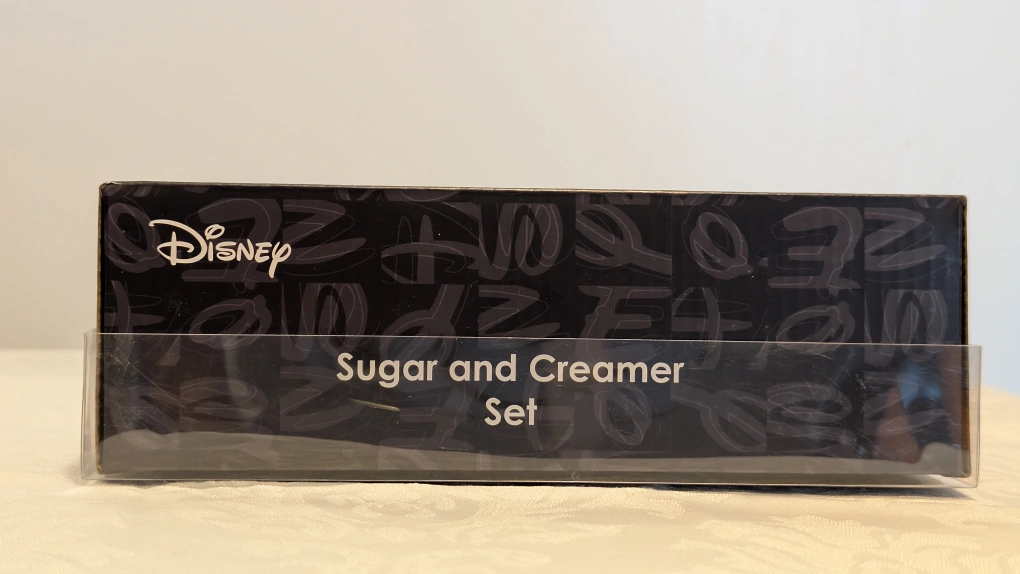 Disney
Sugar and Creamer
Set